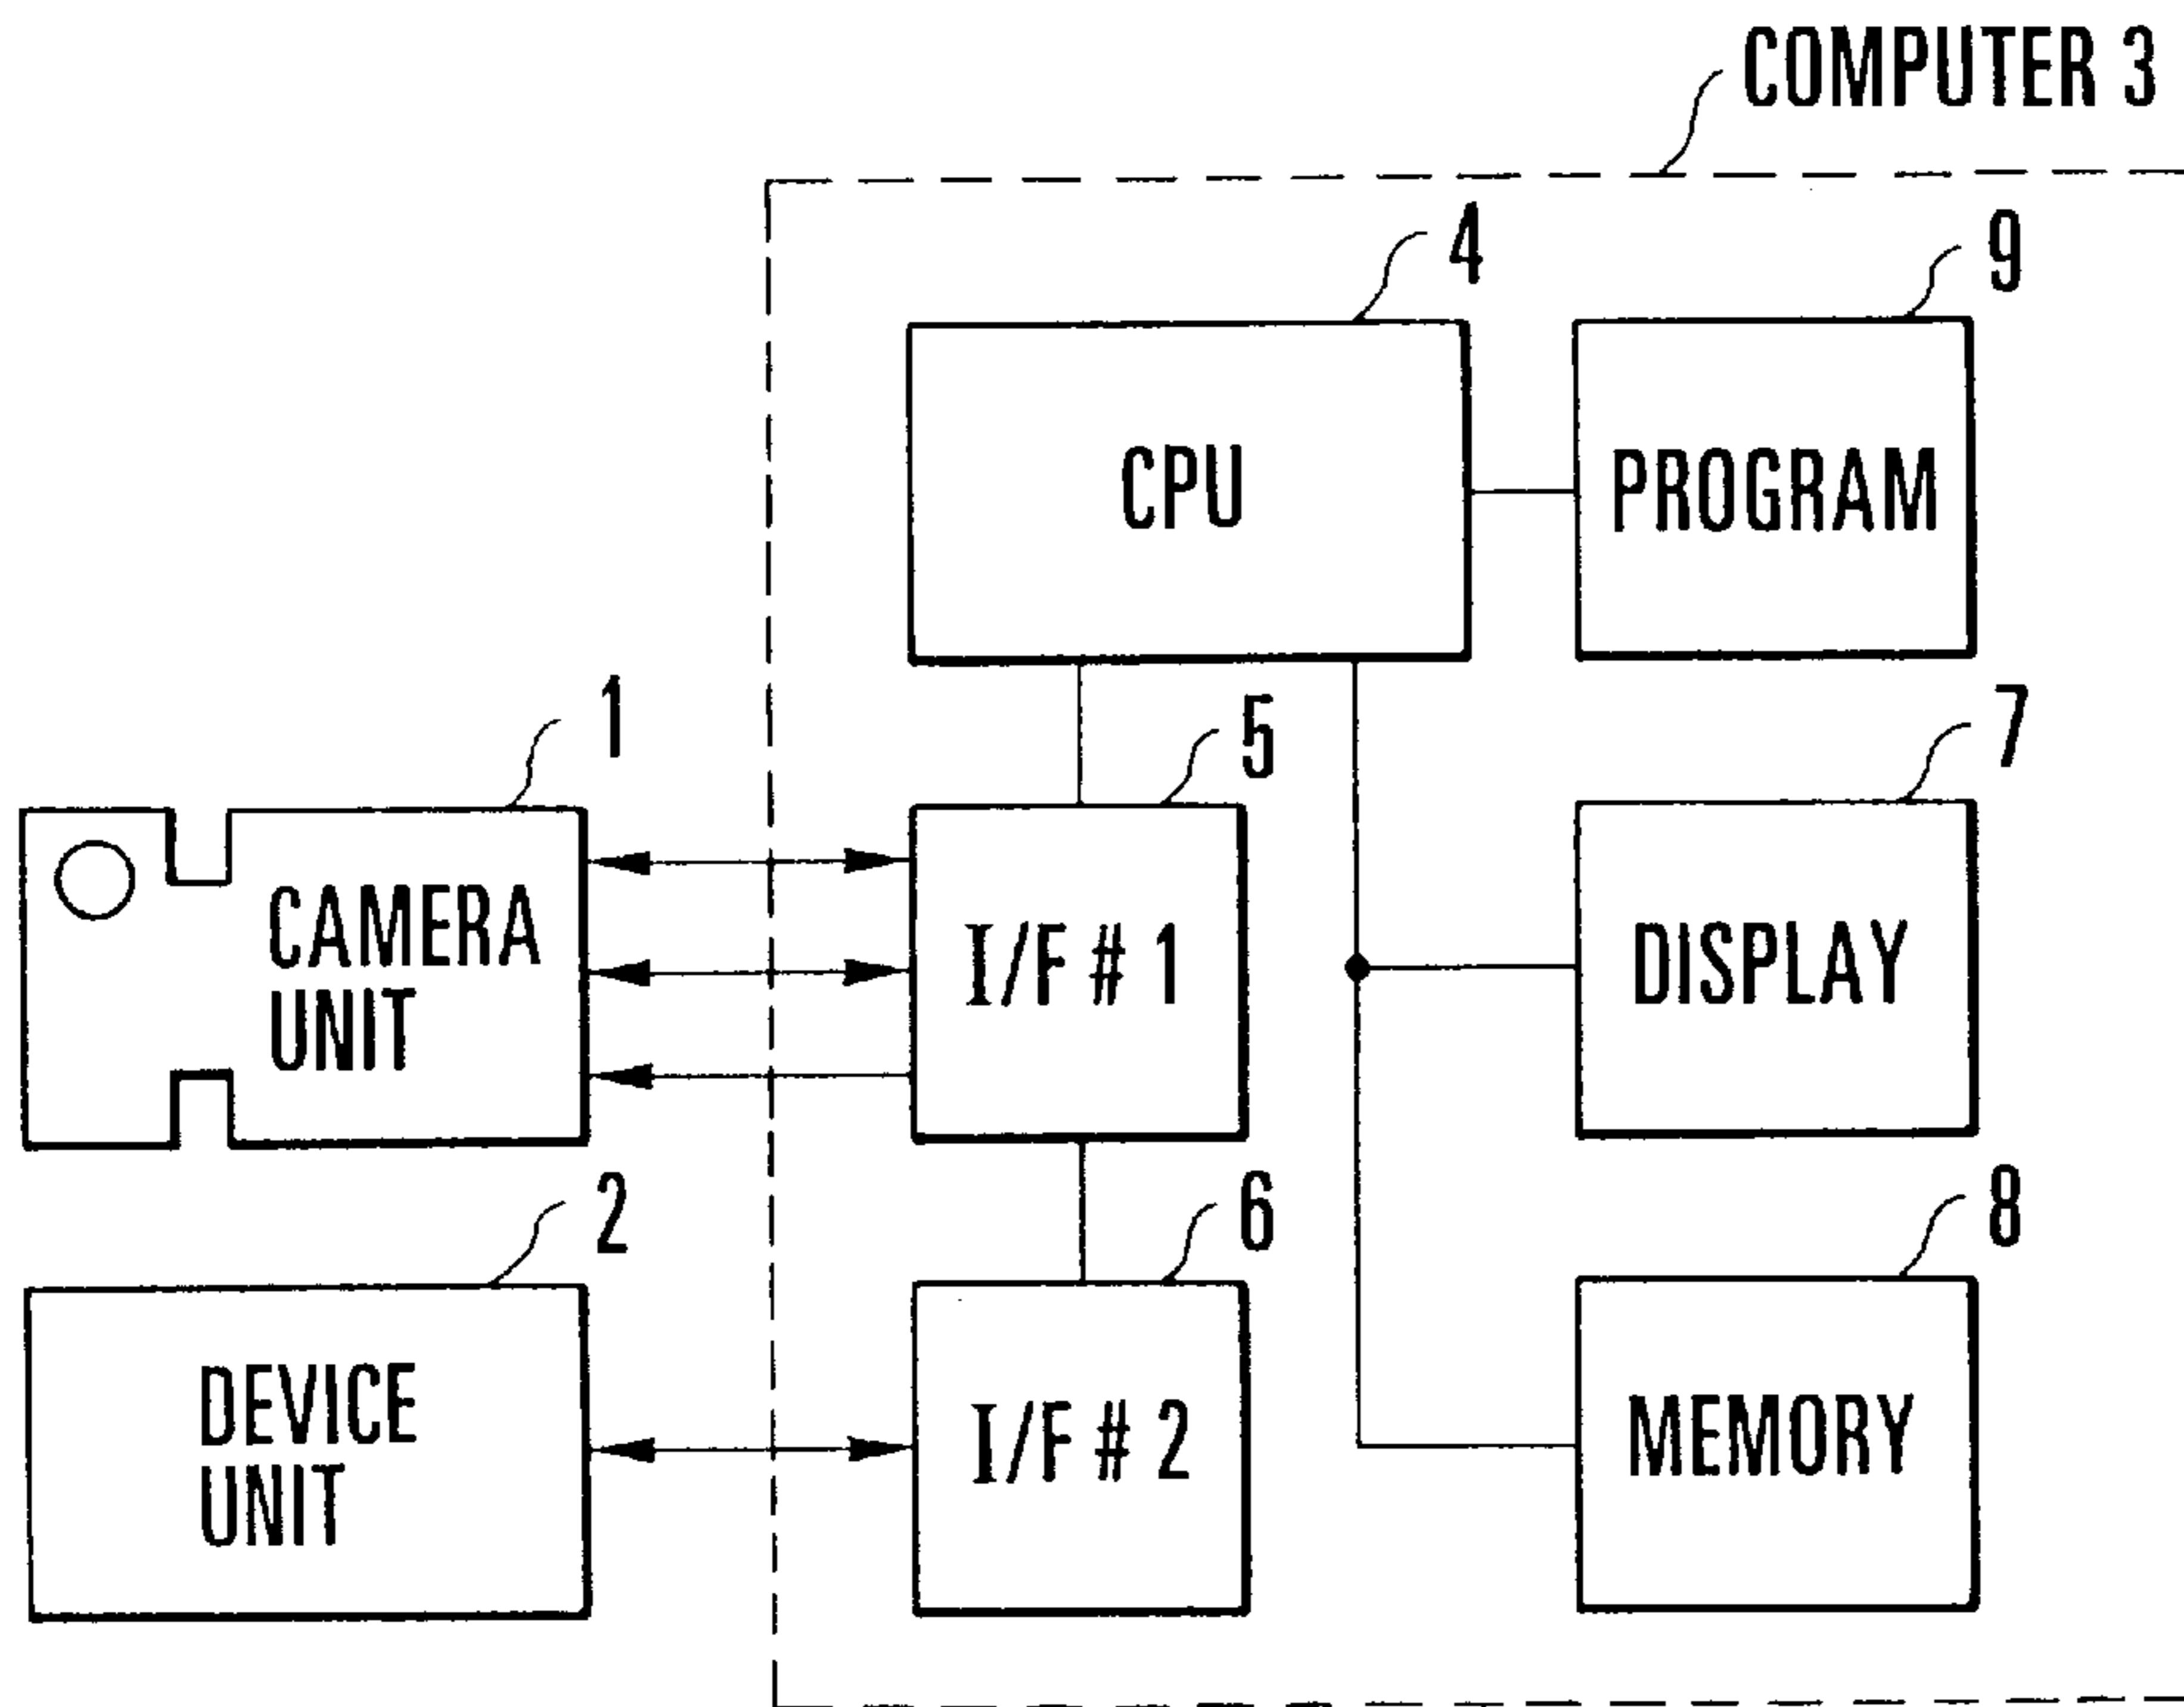 COMPUTER 3
4
9
CPU
PROGRAM
1
5
7
CAMERA
UNIT
I/F # 1
DISPLAY
2
6
8
DEVICE
UNIT
I/F # 2
MEMORY